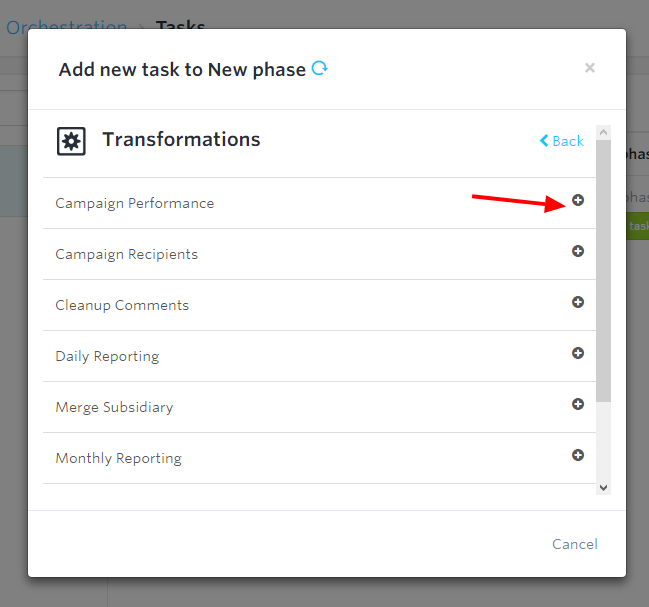 Orchestration > Tasks
Add new task to New phase
×
Transformations
Back
Campaign Performance
Campaign Recipients
Cleanup Comments
Daily Reporting
Merge Subsidiary
Monthly Reporting
Cancel